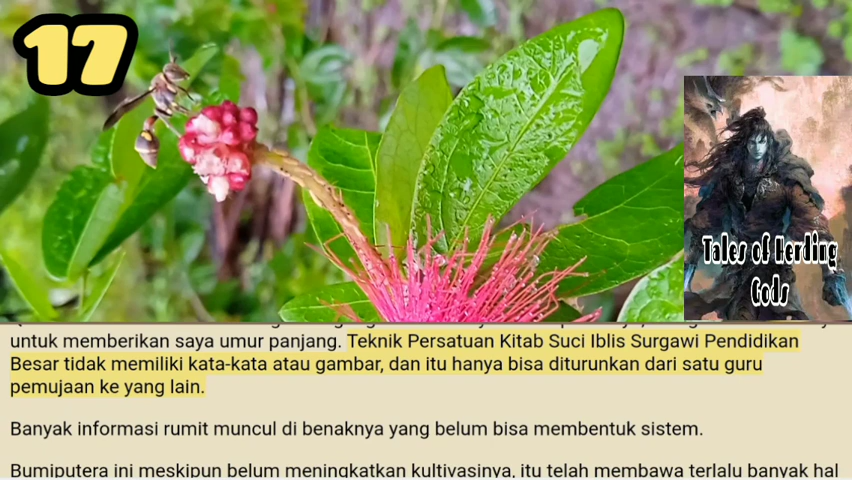 17
Tales of Herding
Gods
untuk memberikan saya umur panjang. Teknik Persatuan Kitab Suci Iblis Surgawi Pendidikan
Besar tidak memiliki kata-kata atau gambar, dan itu hanya bisa diturunkan dari satu guru
pemujaan ke yang lain.
Banyak informasi rumit muncul di benaknya yang belum bisa membentuk sistem.
Bumiputera ini meskipun belum meningkatkan kultivasinya, itu telah membawa terlalu banyak hal